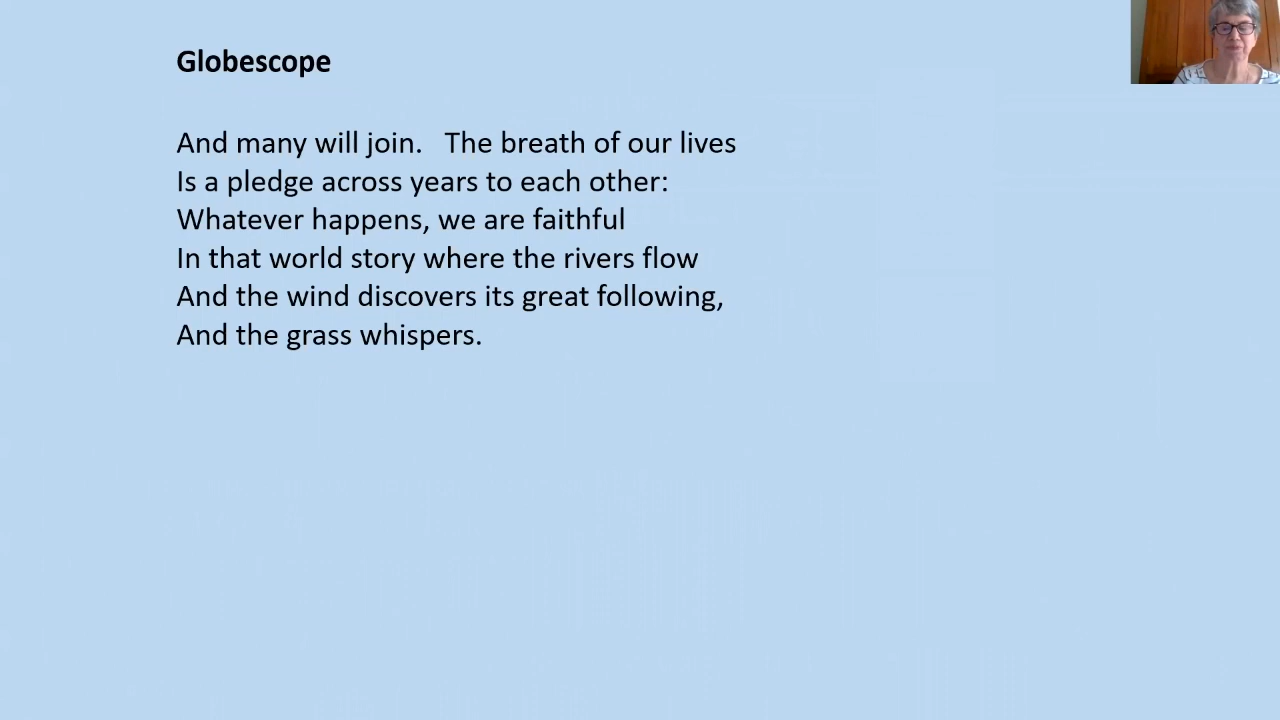 Globescope
And many will join.   The breath of our lives
Is a pledge across years to each other:
Whatever happens, we are faithful
In that world story where the rivers flow
And the wind discovers its great following,
And the grass whispers.